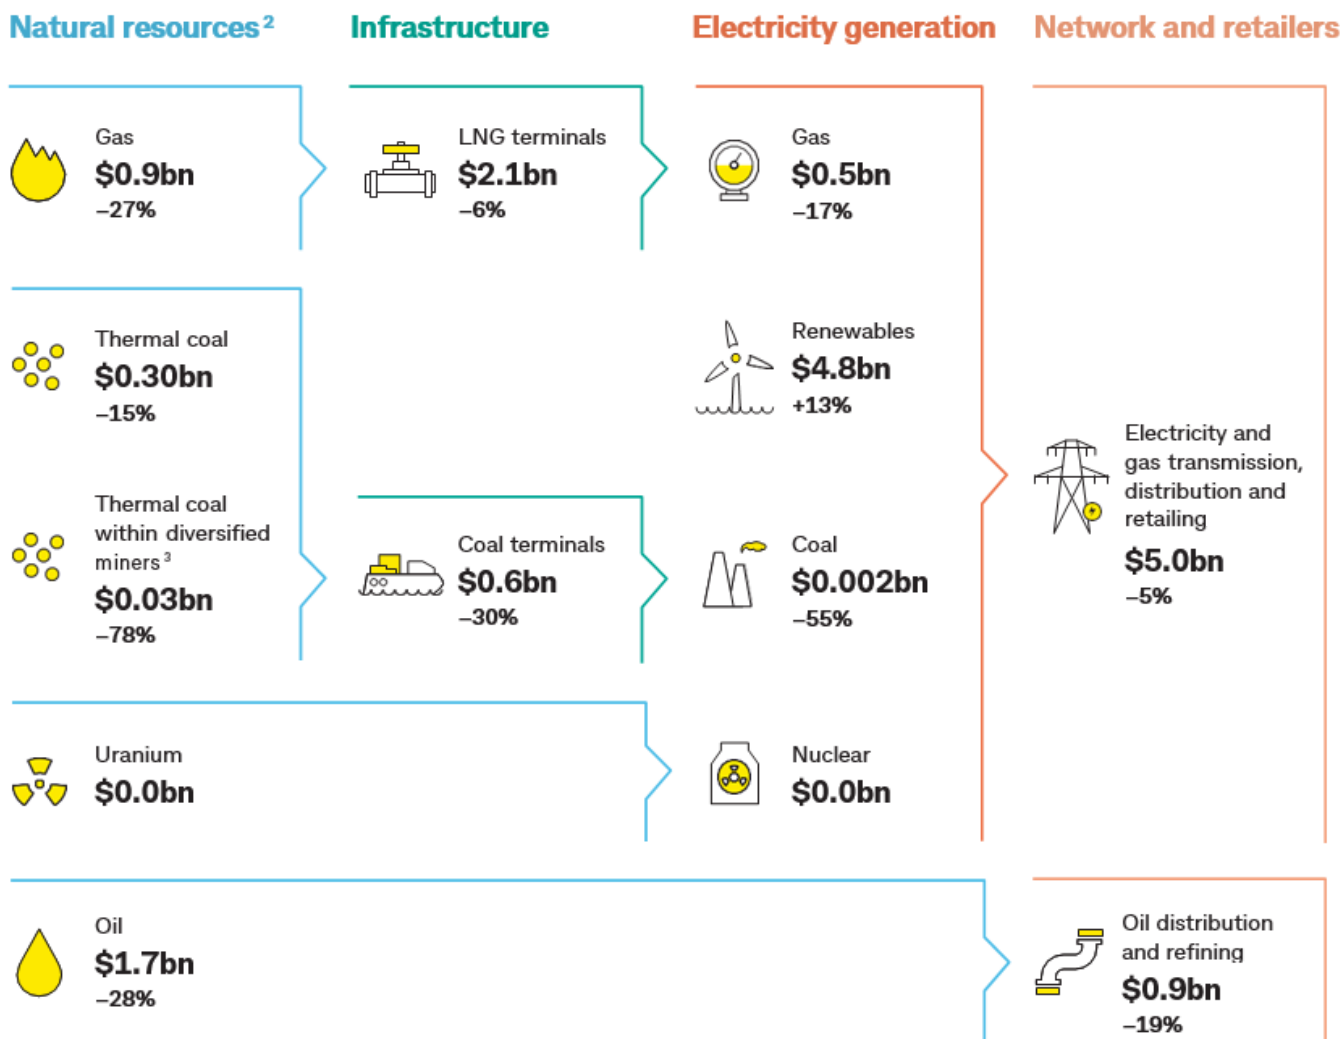 Natural resources²
Infrastructure
Electricity generation
Network and retailers
Gas
$0.9bn
–27%
LNG terminals
$2.1bn
–6%
Gas
$0.5bn
–17%
Thermal coal
$0.30bn
–15%
Renewables
$4.8bn
+13%
Thermal coal
within diversified
miners³
$0.03bn
–78%
Coal terminals
$0.6bn
–30%
Coal
$0.002bn
–55%
Electricity and
gas transmission,
distribution and
retailing
$5.0bn
–5%
Uranium
$0.0bn
Nuclear
$0.0bn
Oil
$1.7bn
–28%
Oil distribution
and refining
$0.9bn
–19%